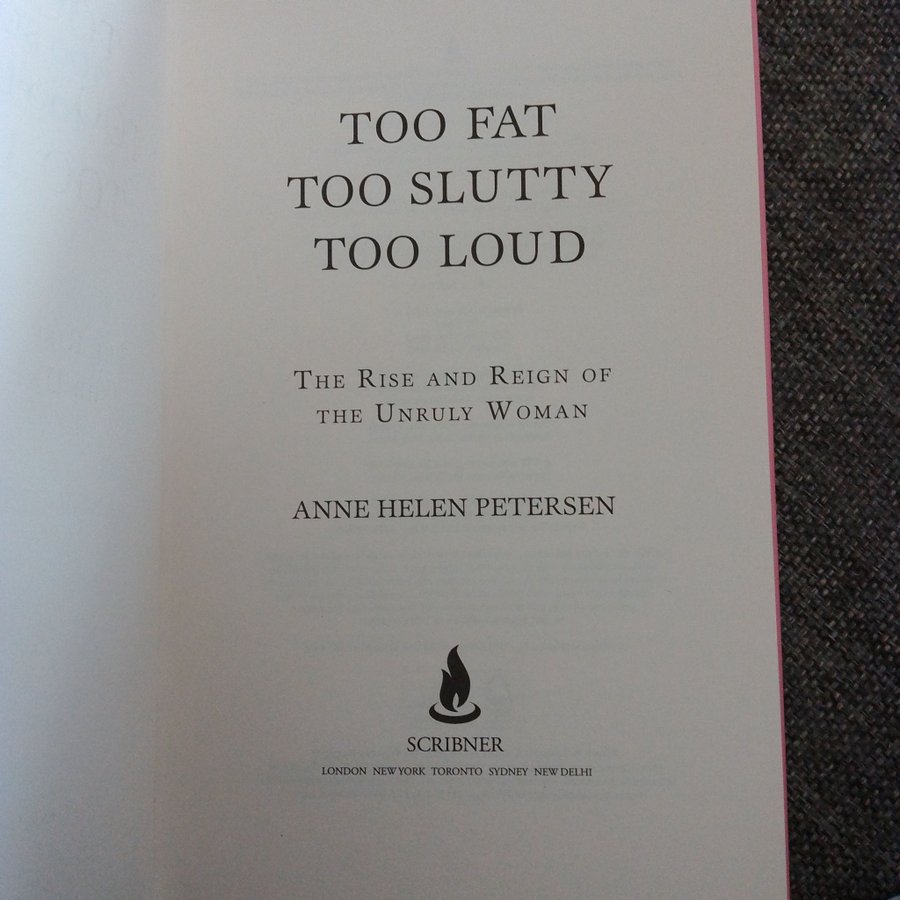 TOO FAT
TOO SLUTTY
TOO LOUD
THE RISE AND REIGN OF
THE UNRULY WOMAN
ANNE HELEN PETERSEN
SCRIBNER
LONDON NEW YORK TORONTO SYDNEY NEW DELHI